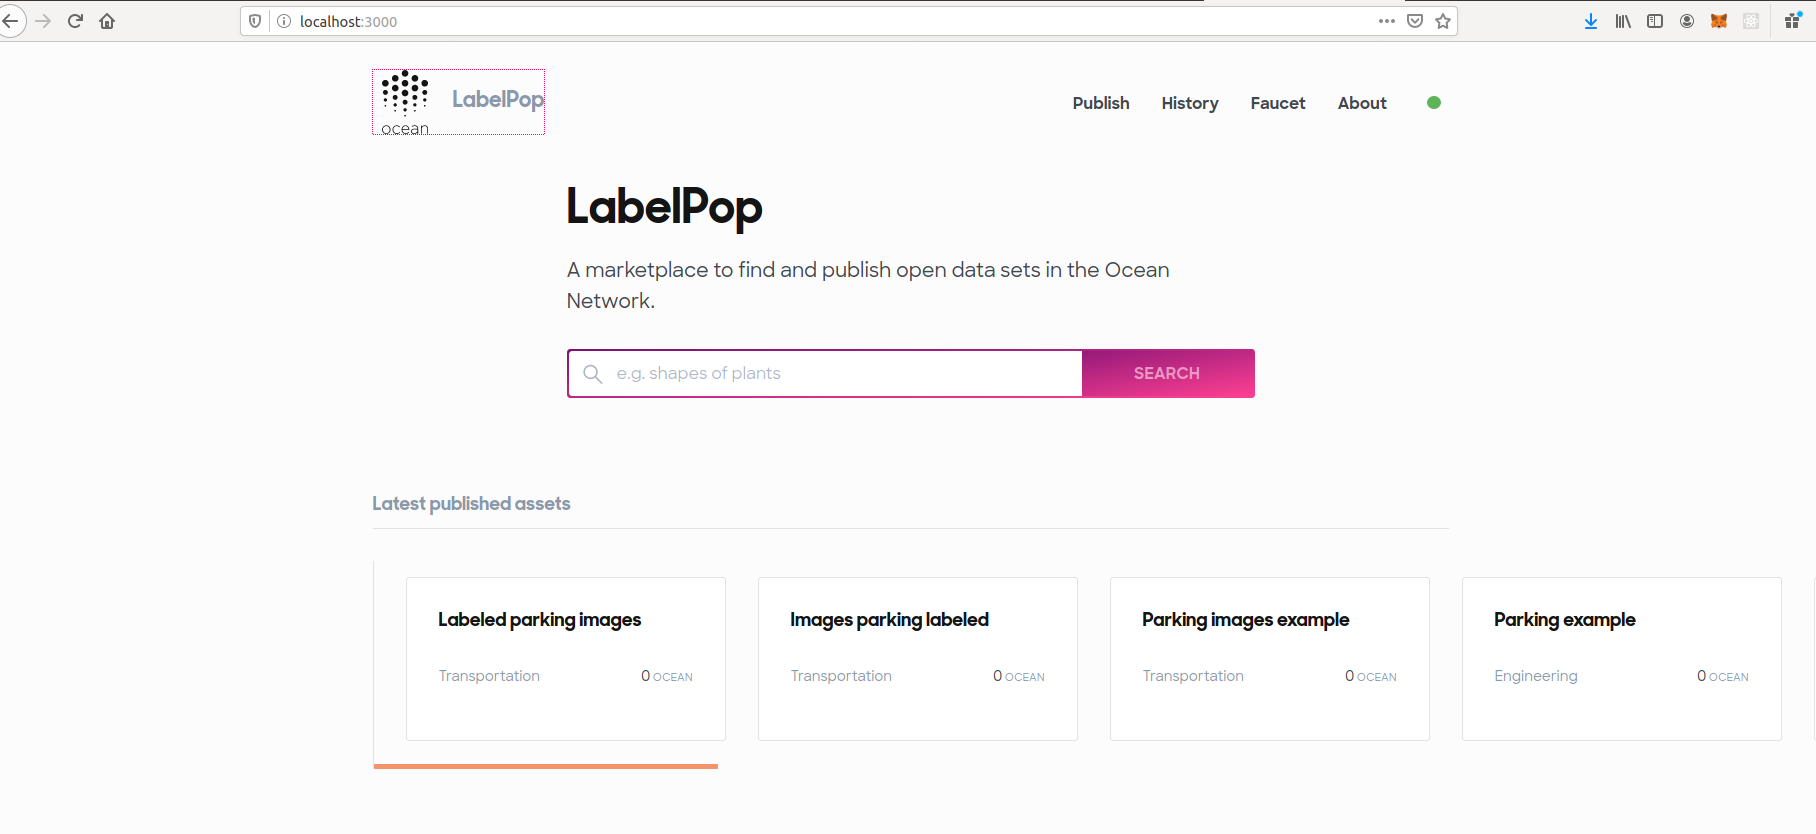 localhost:3000
ocean
LabelPop
Publish
History
Faucet
About
LabelPop
A marketplace to find and publish open data sets in the Ocean
Network.
e.g. shapes of plants
SEARCH
Latest published assets
Labeled parking images
Transportation
0 OCEAN
Images parking labeled
Transportation
0 OCEAN
Parking images example
Transportation
0 OCEAN
Parking example
Engineering
0 OCEAN